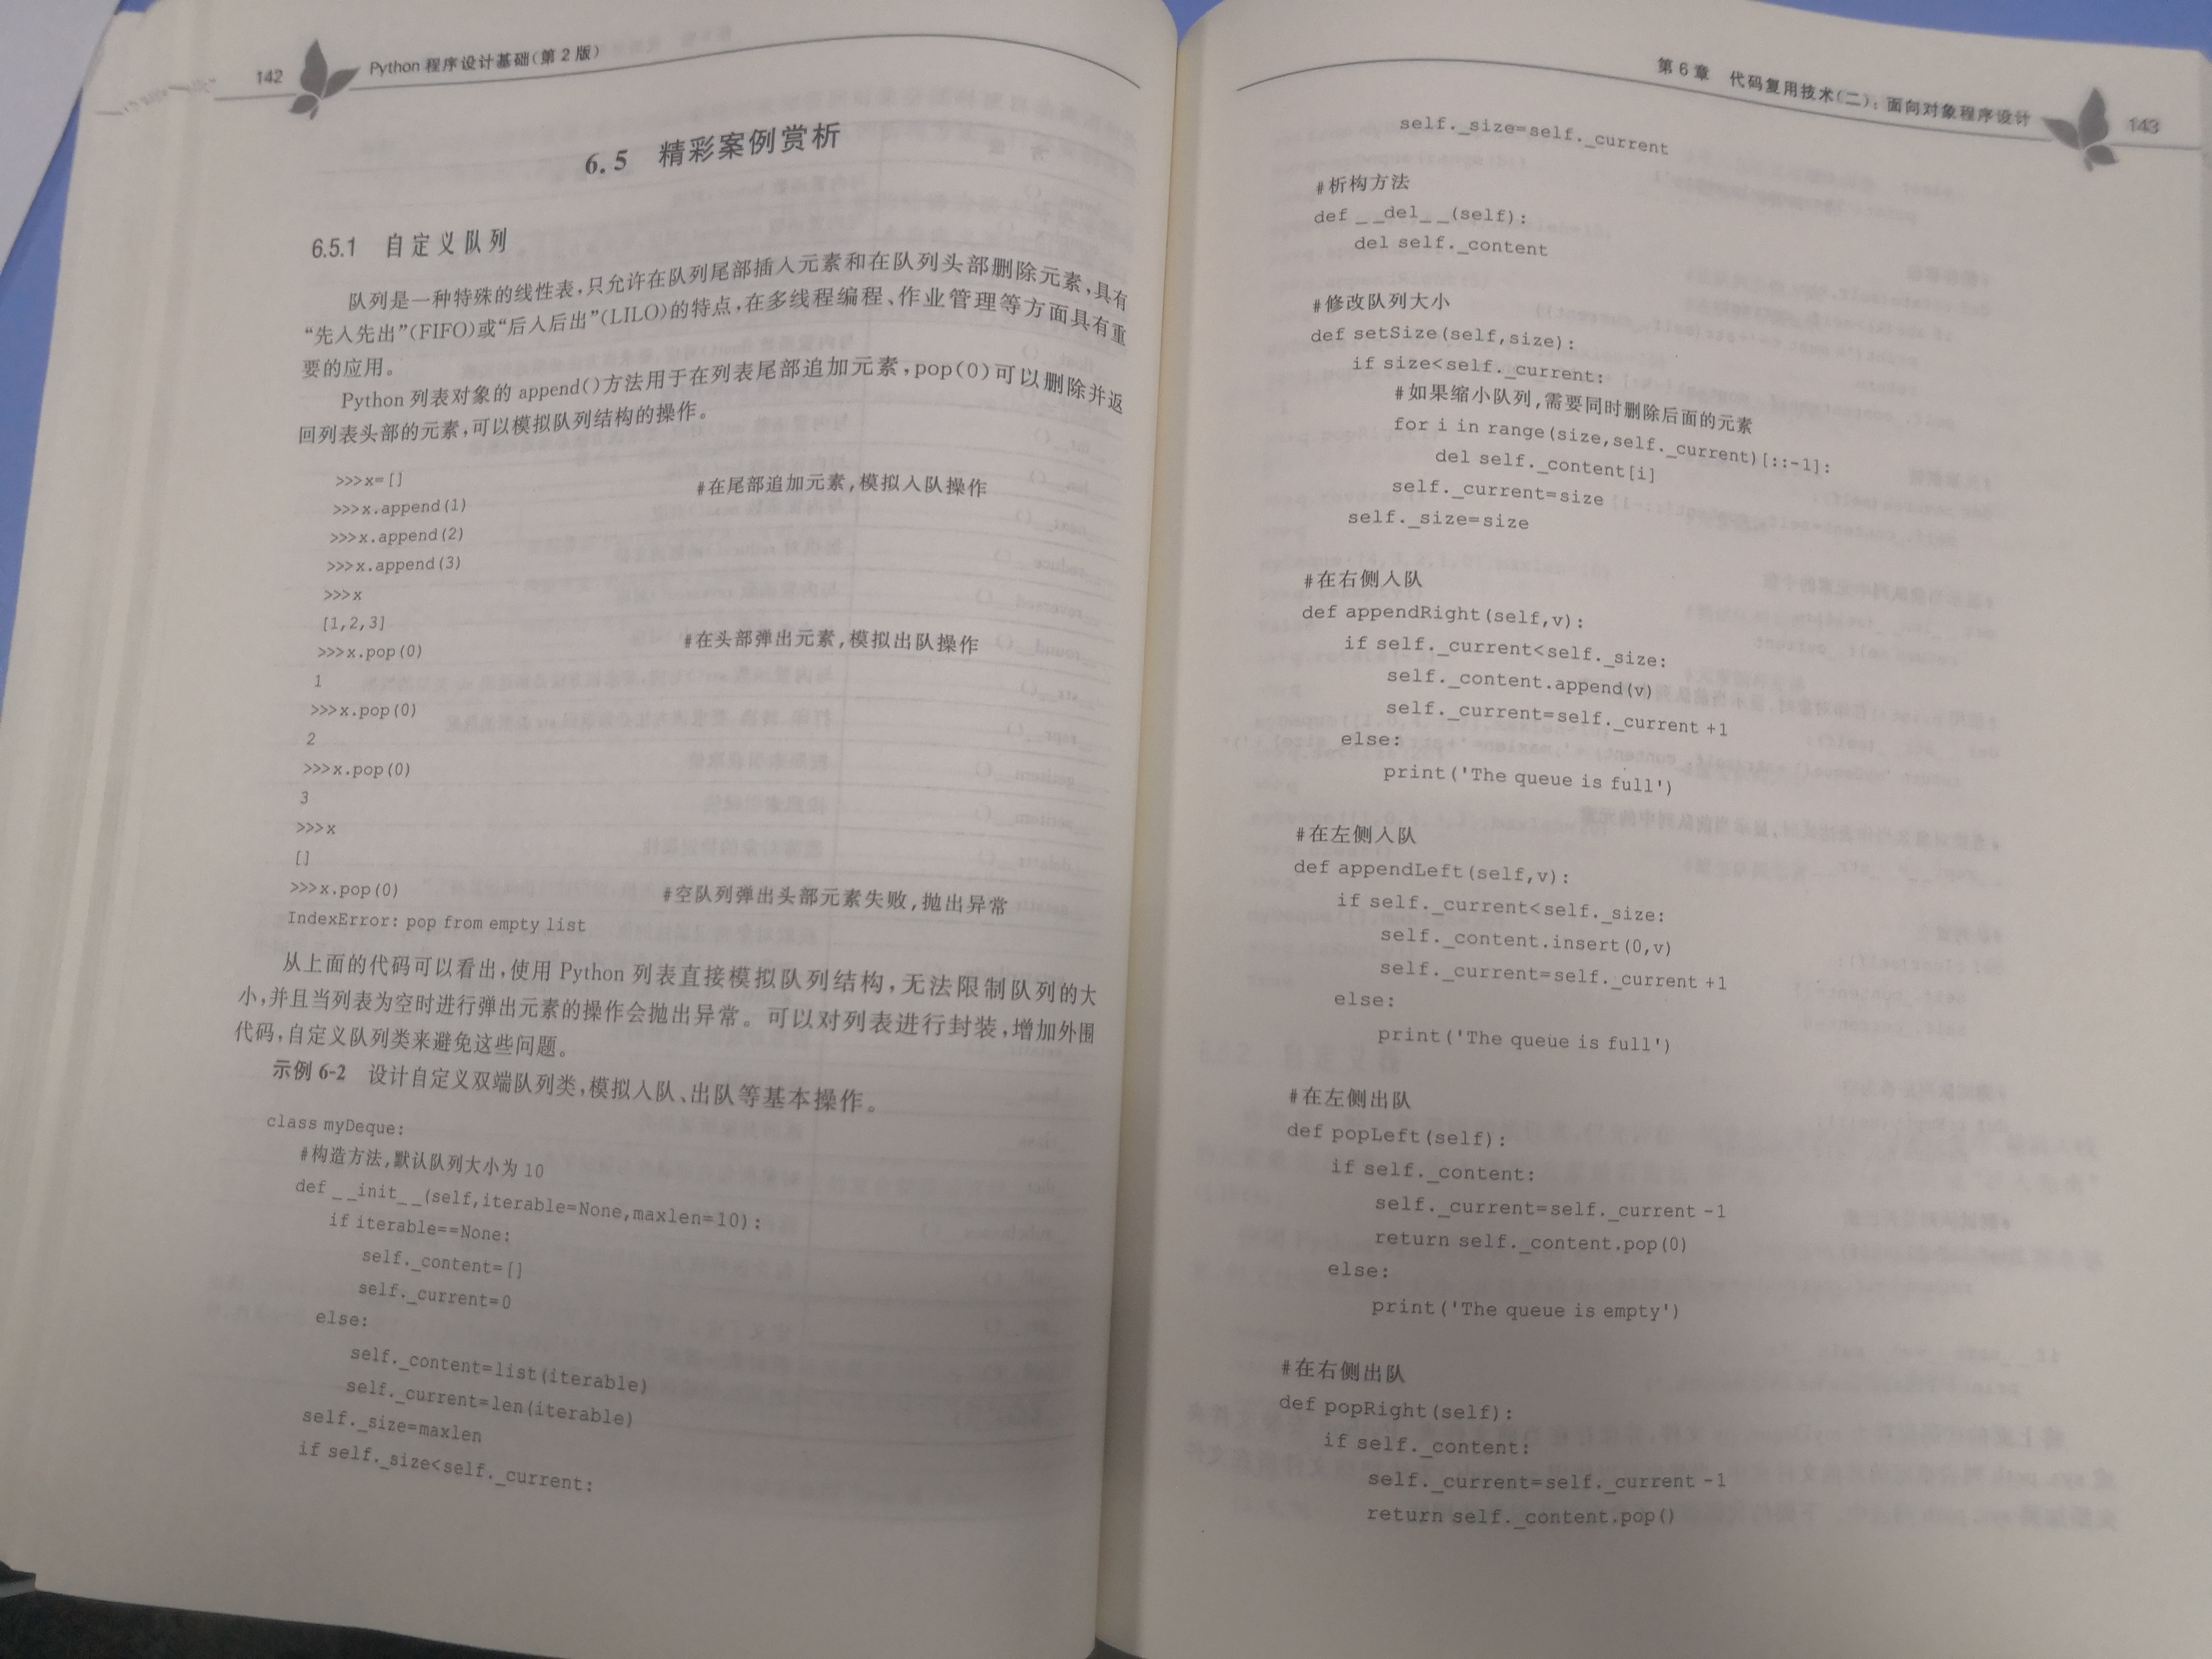 142 Python 程序设计基础(第 2 版)
6.5 精彩案例赏析
6.5.1 自定义队列
队列是一种特殊的线性表,只允许在队列尾部插入元素和在队列头部删除元素,具有
“先入先出”(FIFO)或“后入后出”(LILO)的特点,在多线程编程、作业管理等方面具有重
要的应用。
Python 列表对象的 append()方法用于在列表尾部追加元素,pop(0)可以删除并返
回列表头部的元素,可以模拟队列结构的操作。
>>>x=[]
>>>x.append(1) #在尾部追加元素,模拟入队操作
>>>x.append(2)
>>>x.append(3)
>>>x
[1,2,3]
>>>x.pop(0) #在头部弹出元素,模拟出队操作
1
>>>x.pop(0)
2
>>>x.pop(0)
3
>>>x
[]
>>>x.pop(0) #空队列弹出头部元素失败,抛出异常
IndexError: pop from empty list
从上面的代码可以看出,使用 Python 列表直接模拟队列结构,无法限制队列的大
小,并且当列表为空时进行弹出元素的操作会抛出异常。可以对列表进行封装,增加外围
代码,自定义队列类来避免这些问题。
示例 6-2 设计自定义双端队列类,模拟入队、出队等基本操作。
class myDeque:
#构造方法,默认队列大小为 10
def __init__(self,iterable=None,maxlen=10):
if iterable==None:
self._content=[]
self._current=0
else:
self._content=list(iterable)
self._current=len(iterable)
self._size=maxlen
if self._size<self._current:
第 6 章 代码复用技术(二):面向对象程序设计 143
self._size=self._current
#析构方法
def __del__(self):
del self._content
#修改队列大小
def setSize(self,size):
if size<self._current:
#如果缩小队列,需要同时删除后面的元素
for i in range(size,self._current)[::-1]:
del self._content[i]
self._current=size
self._size=size
#在右侧入队
def appendRight(self,v):
if self._current<self._size:
self._content.append(v)
self._current=self._current +1
else:
print('The queue is full')
#在左侧入队
def appendLeft(self,v):
if self._current<self._size:
self._content.insert(0,v)
self._current=self._current +1
else:
print('The queue is full')
#在左侧出队
def popLeft(self):
if self._content:
self._current=self._current -1
return self._content.pop(0)
else:
print('The queue is empty')
#在右侧出队
def popRight(self):
if self._content:
self._current=self._current -1
return self._content.pop()